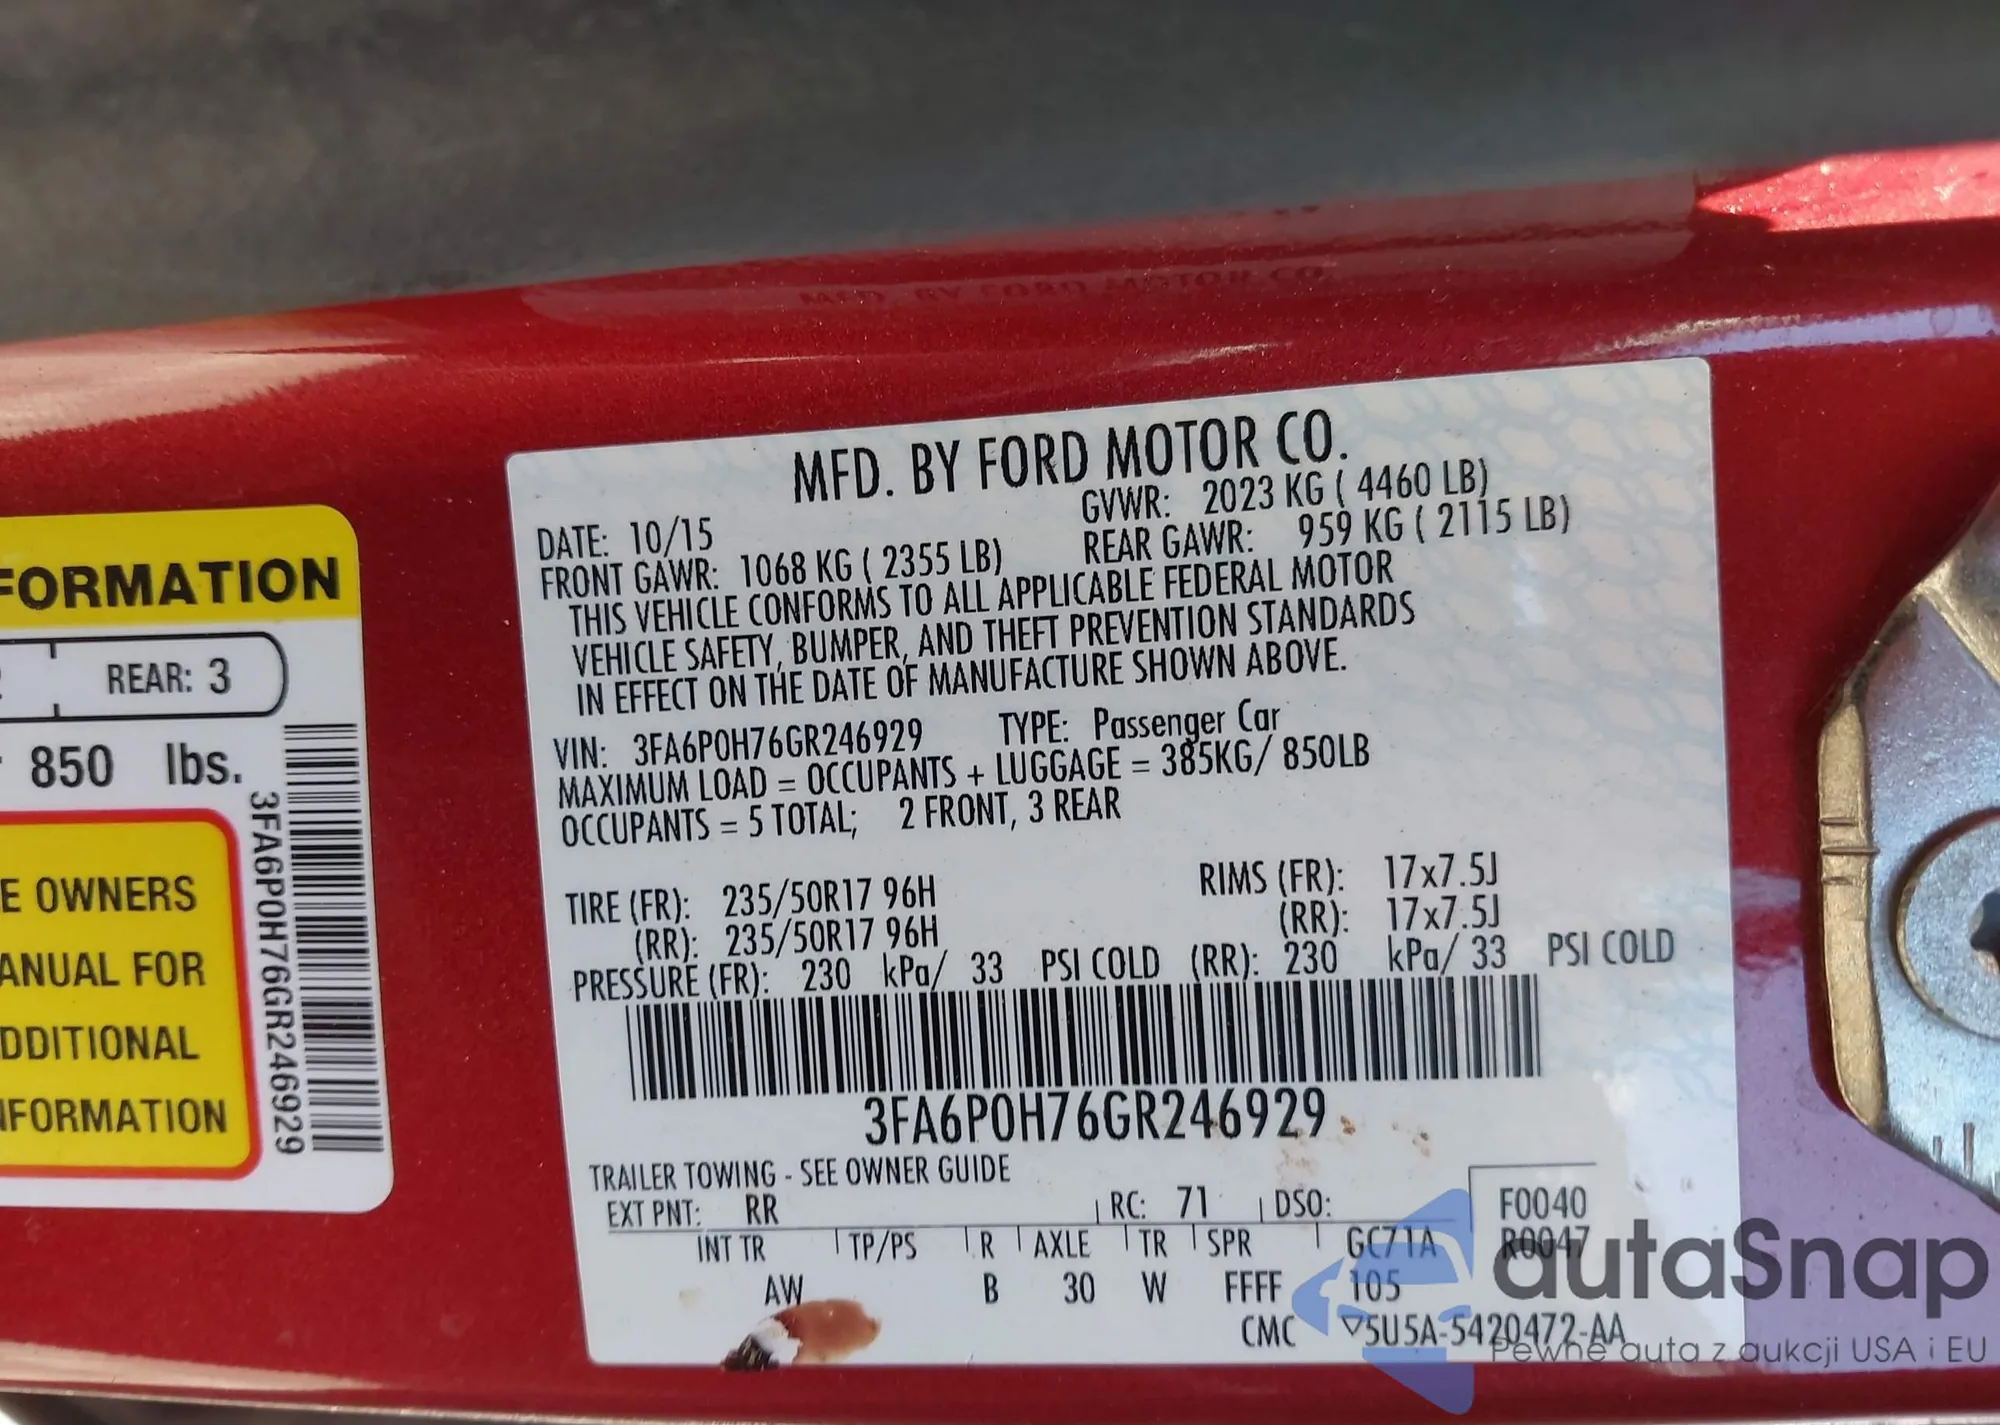 FORMATION
REAR: 3
850 lbs.
3FA6P0H76GR246929
E OWNERS
ANUAL FOR
DDITIONAL
NFORMATION
MFD. BY FORD MOTOR CO.
DATE: 10/15 GVWR: 2023 KG ( 4460 LB)
FRONT GAWR: 1068 KG ( 2355 LB) REAR GAWR: 959 KG ( 2115 LB)
THIS VEHICLE CONFORMS TO ALL APPLICABLE FEDERAL MOTOR
VEHICLE SAFETY, BUMPER, AND THEFT PREVENTION STANDARDS
IN EFFECT ON THE DATE OF MANUFACTURE SHOWN ABOVE.
VIN: 3FA6P0H76GR246929 TYPE: Passenger Car
MAXIMUM LOAD = OCCUPANTS + LUGGAGE = 385KG/ 850LB
OCCUPANTS = 5 TOTAL; 2 FRONT, 3 REAR
TIRE (FR): 235/50R17 96H RIMS (FR): 17x7.5J
(RR): 235/50R17 96H (RR): 17x7.5J
PRESSURE (FR): 230 kPa/ 33 PSI COLD (RR): 230 kPa/ 33 PSI COLD
3FA6P0H76GR246929
TRAILER TOWING - SEE OWNER GUIDE
EXT PNT: RR RC: 71 DSO: F0040
INT TR TP/PS R AXLE TR SPR GC71A R0047
AW B 30 W FFFF 105
CMC ▽5U5A-5420472-AA
autaSnap
Pewne auta z aukcji USA i EU